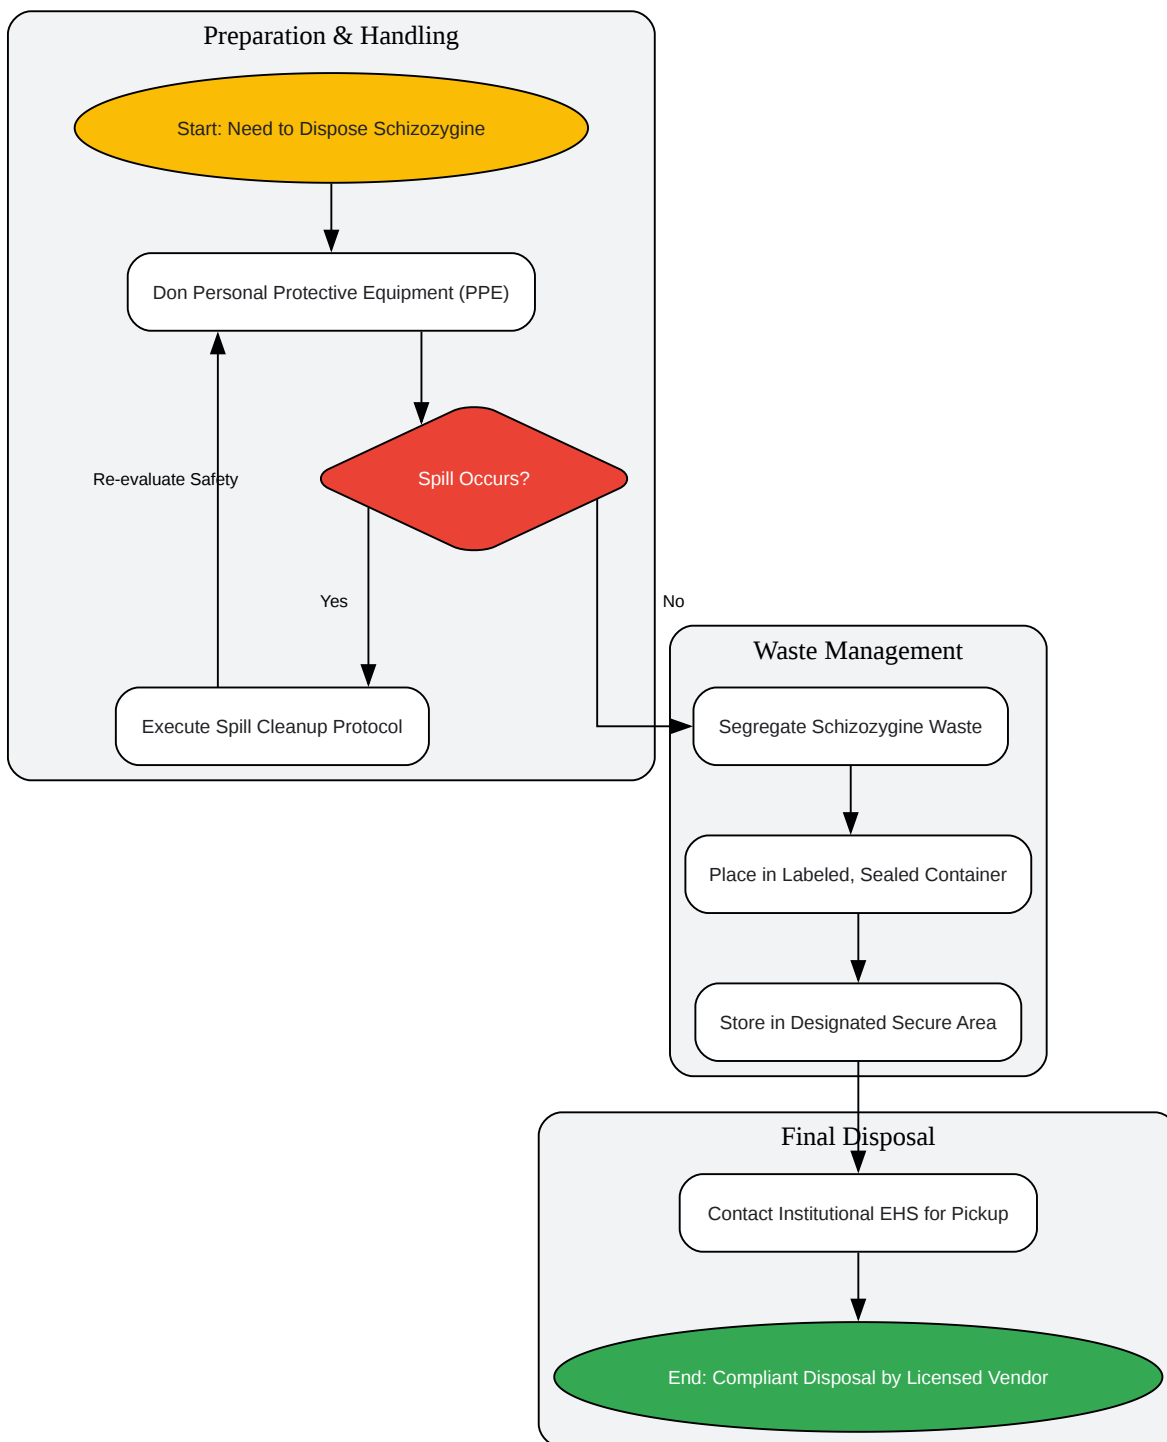 Preparation & Handling
Start: Need to Dispose Schizozygine
Don Personal Protective Equipment (PPE)
Re-evaluate Safety
Spill Occurs?
Yes
No
Execute Spill Cleanup Protocol
Waste Management
Segregate Schizozygine Waste
Place in Labeled, Sealed Container
Store in Designated Secure Area
Final Disposal
Contact Institutional EHS for Pickup
End: Compliant Disposal by Licensed Vendor